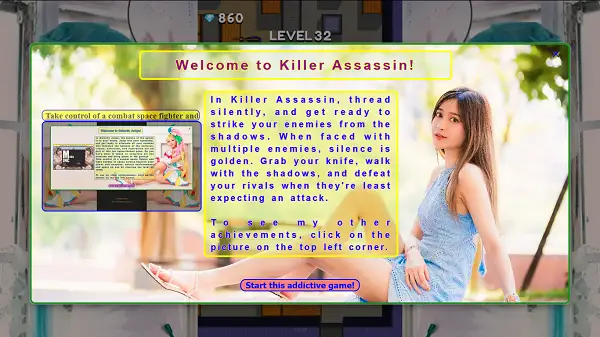 860
LEVEL 32
Welcome to Killer Assassin!
Take control of a combat space fighter and
In Killer Assassin, thread
silently, and get ready to
strike your enemies from the
shadows. When faced with
multiple enemies, silence is
golden. Grab your knife, walk
with the shadows, and defeat
your rivals when they're least
expecting an attack.
To see my other
achievements, click on the
picture on the top left corner.
Start this addictive game!